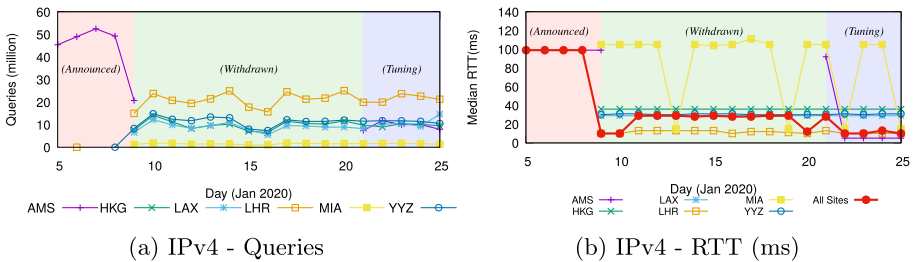 60
50
40
30
20
10
0
Queries (million)
(Announced)
(Withdrawn)
(Tuning)
5
10
15
20
25
Day (Jan 2020)
AMS
HKG
LAX
LHR
MIA
YYZ
(a) IPv4 - Queries
140
120
100
80
60
40
20
0
Median RTT(ms)
(Announced)
(Withdrawn)
(Tuning)
5
10
15
20
25
Day (Jan 2020)
AMS
LAX
MIA
All Sites
HKG
LHR
YYZ
(b) IPv4 - RTT (ms)